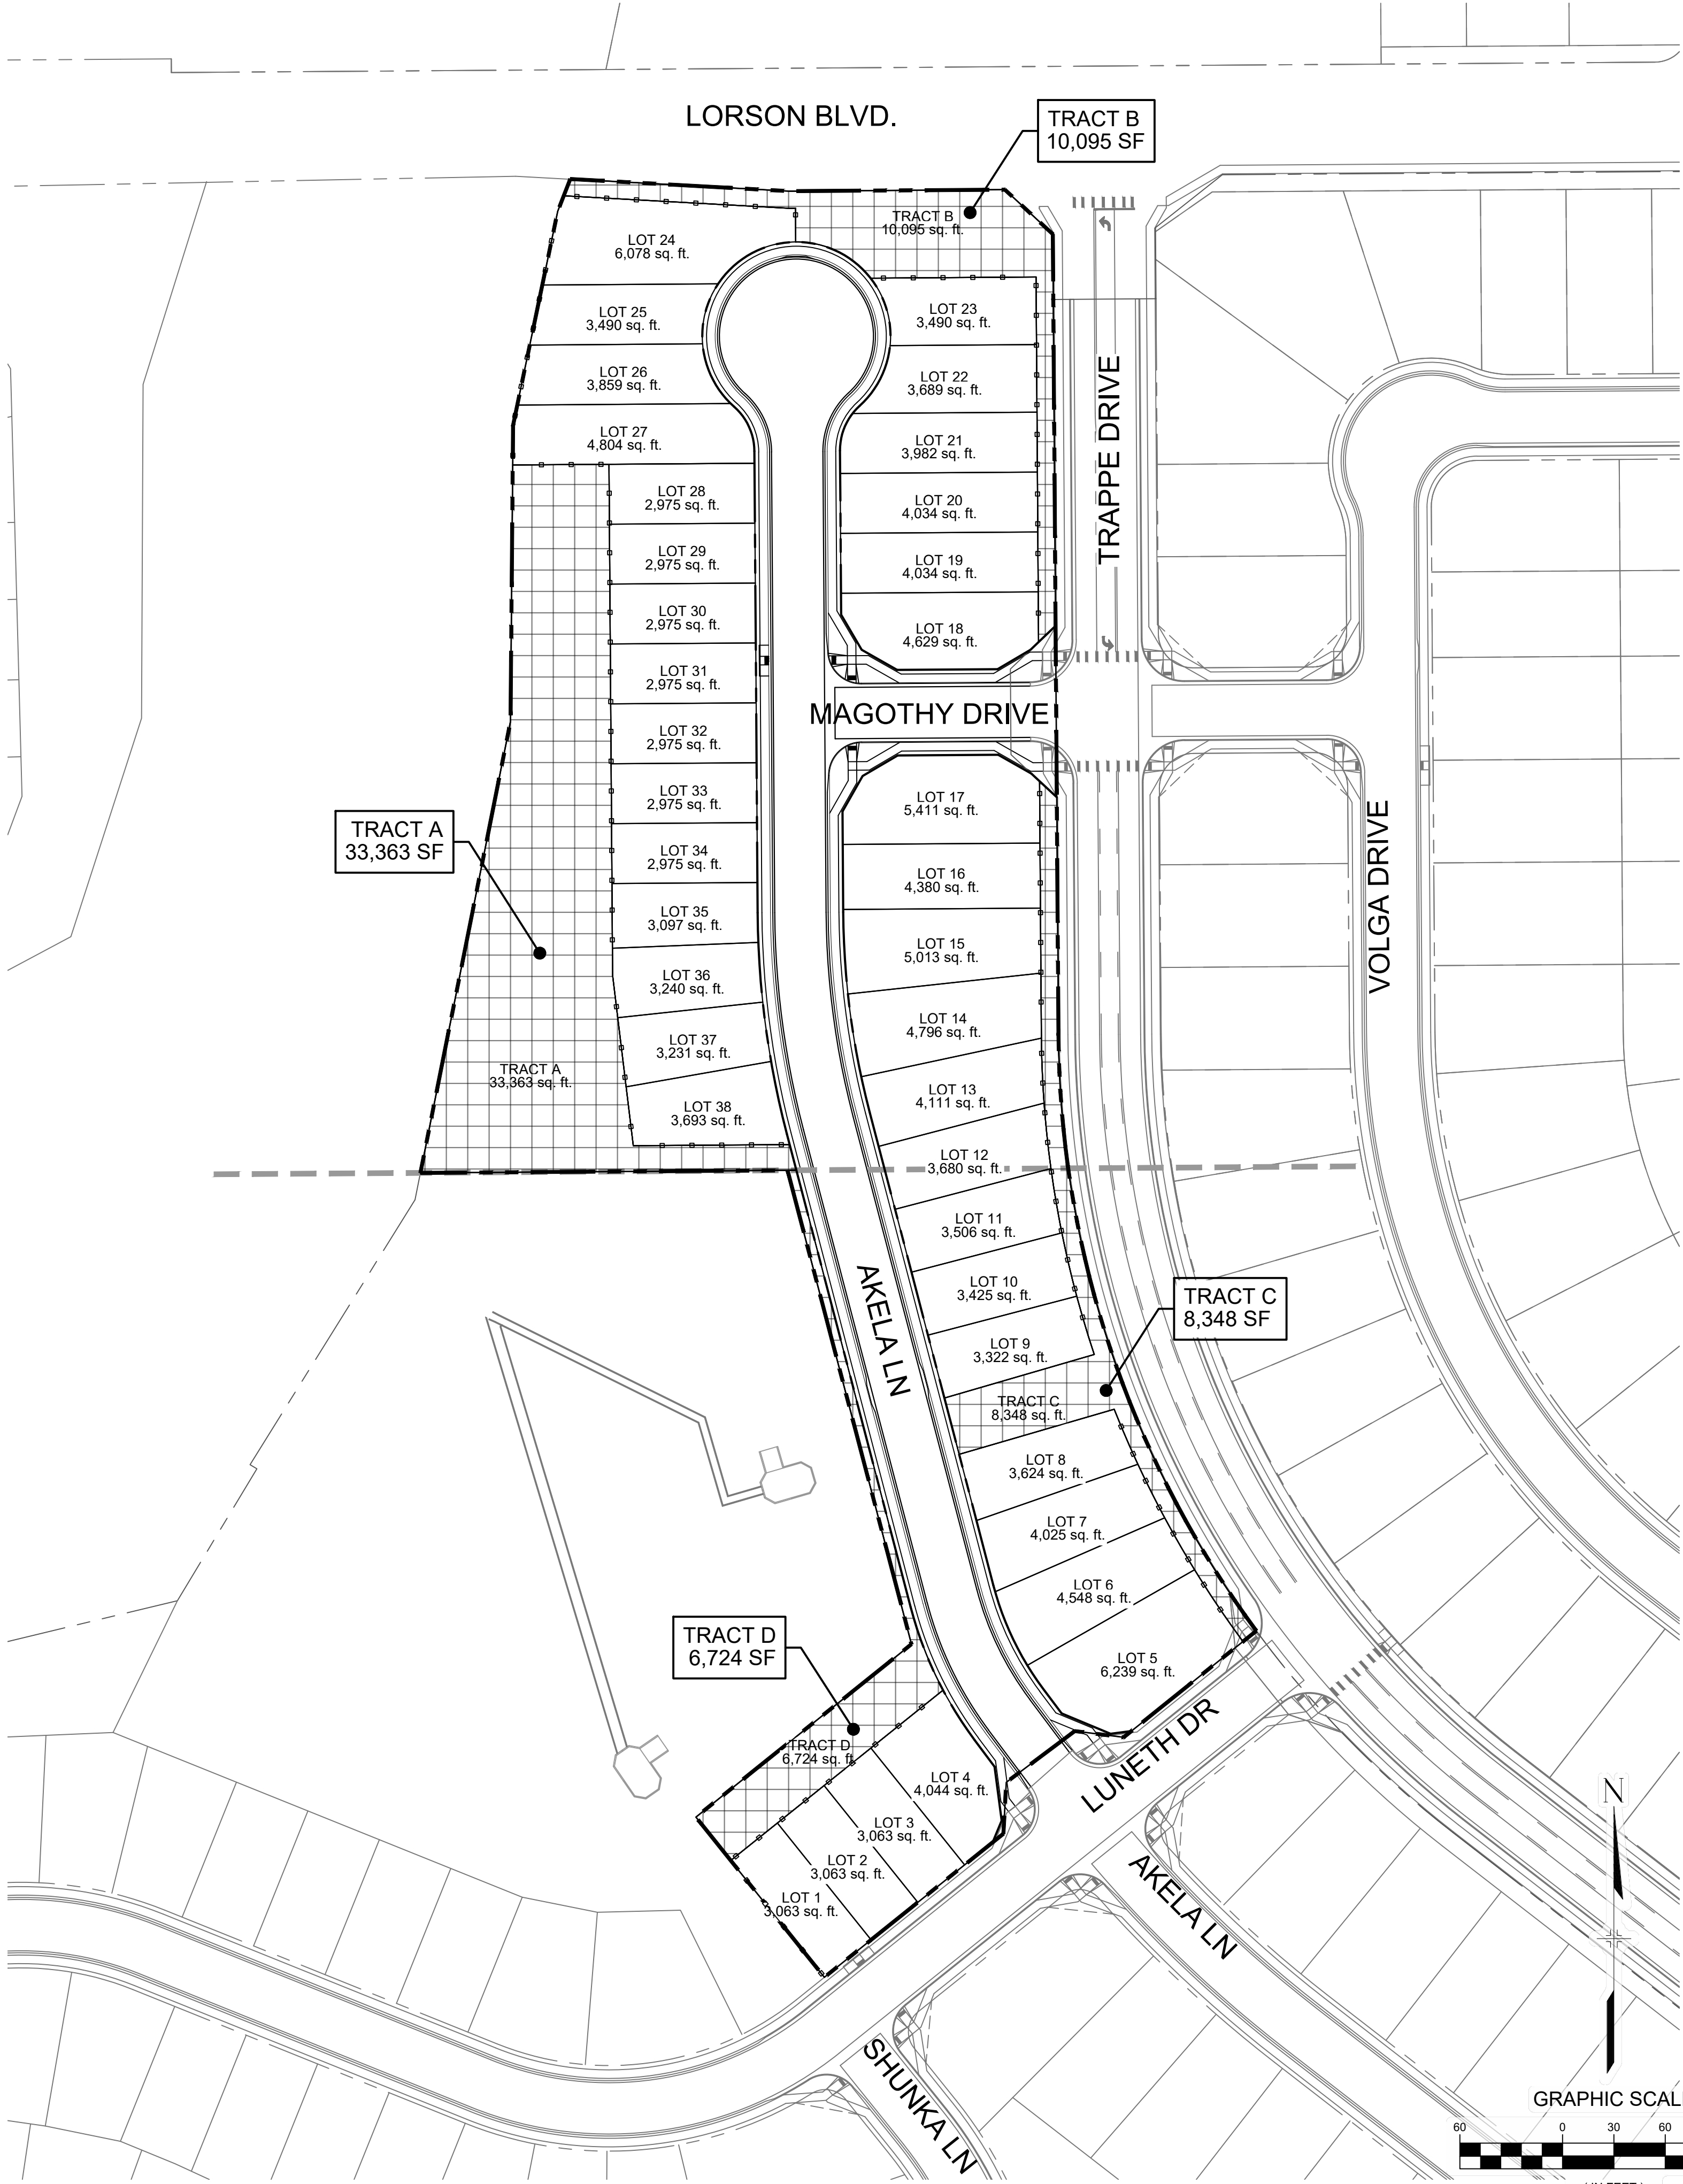 LORSON BLVD.
TRACT B
10,095 SF
TRACT B
10,095 sq. ft.
LOT 24
6,078 sq. ft.
LOT 25
3,490 sq. ft.
LOT 23
3,490 sq. ft.
LOT 26
3,859 sq. ft.
LOT 22
3,689 sq. ft.
LOT 27
4,804 sq. ft.
LOT 21
3,982 sq. ft.
TRAPPE DRIVE
LOT 28
2,975 sq. ft.
LOT 20
4,034 sq. ft.
LOT 29
2,975 sq. ft.
LOT 19
4,034 sq. ft.
LOT 30
2,975 sq. ft.
LOT 18
4,629 sq. ft.
LOT 31
2,975 sq. ft.
MAGOTHY DRIVE
LOT 32
2,975 sq. ft.
LOT 33
2,975 sq. ft.
LOT 17
5,411 sq. ft.
TRACT A
33,363 SF
LOT 34
2,975 sq. ft.
LOT 16
4,380 sq. ft.
VOLGA DRIVE
LOT 35
3,097 sq. ft.
LOT 15
5,013 sq. ft.
LOT 36
3,240 sq. ft.
LOT 14
4,796 sq. ft.
LOT 37
3,231 sq. ft.
TRACT A
33,363 sq. ft.
LOT 13
4,111 sq. ft.
LOT 38
3,693 sq. ft.
LOT 12
3,680 sq. ft.
LOT 11
3,506 sq. ft.
LOT 10
3,425 sq. ft.
AKELA LN
TRACT C
8,348 SF
LOT 9
3,322 sq. ft.
TRACT C
8,348 sq. ft.
LOT 8
3,624 sq. ft.
LOT 7
4,025 sq. ft.
LOT 6
4,548 sq. ft.
TRACT D
6,724 SF
LOT 5
6,239 sq. ft.
TRACT D
6,724 sq. ft.
LUNETH DR
LOT 4
4,044 sq. ft.
LOT 3
3,063 sq. ft.
LOT 2
3,063 sq. ft.
LOT 1
3,063 sq. ft.
N
AKELA LN
SHUNKA LN
GRAPHIC SCAL
60 0 30 60